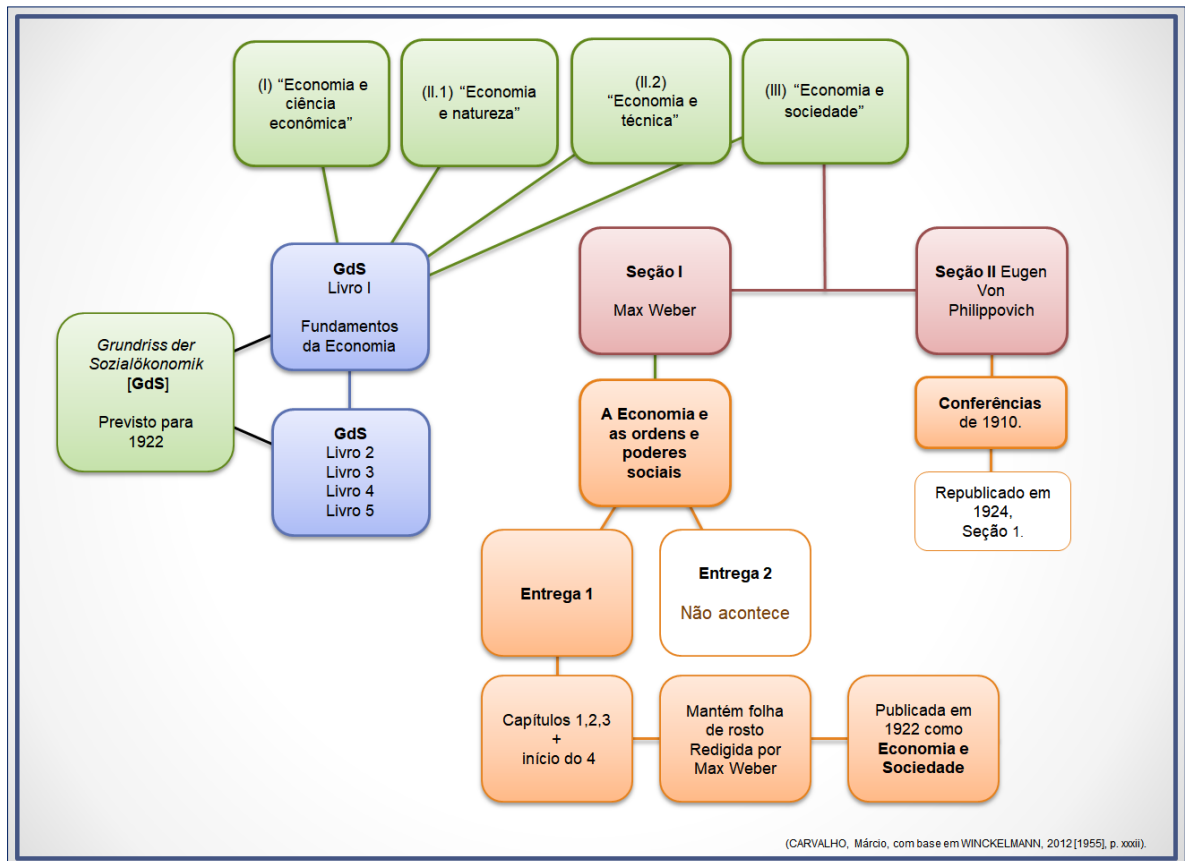 (I) “Economia e
ciência
econômica”
(II.1) “Economia
e natureza”
(II.2)
“Economia e
técnica”
(III) “Economia e
sociedade”
GdS
Livro I
Fundamentos
da Economia
Seção I
Max Weber
Seção II Eugen
Von
Philippovich
Grundriss der
Sozialökonomik
[GdS]
Previsto para
1922
GdS
Livro 2
Livro 3
Livro 4
Livro 5
A Economia e
as ordens e
poderes
sociais
Conferências
de 1910.
Republicado em
1924,
Seção 1.
Entrega 1
Entrega 2
Não acontece
Capítulos 1,2,3
+
início do 4
Mantém folha
de rosto
Redigida por
Max Weber
Publicada em
1922 como
Economia e
Sociedade
(CARVALHO, Márcio, com base em WINCKELMANN, 2012 [1955], p. xxxii).